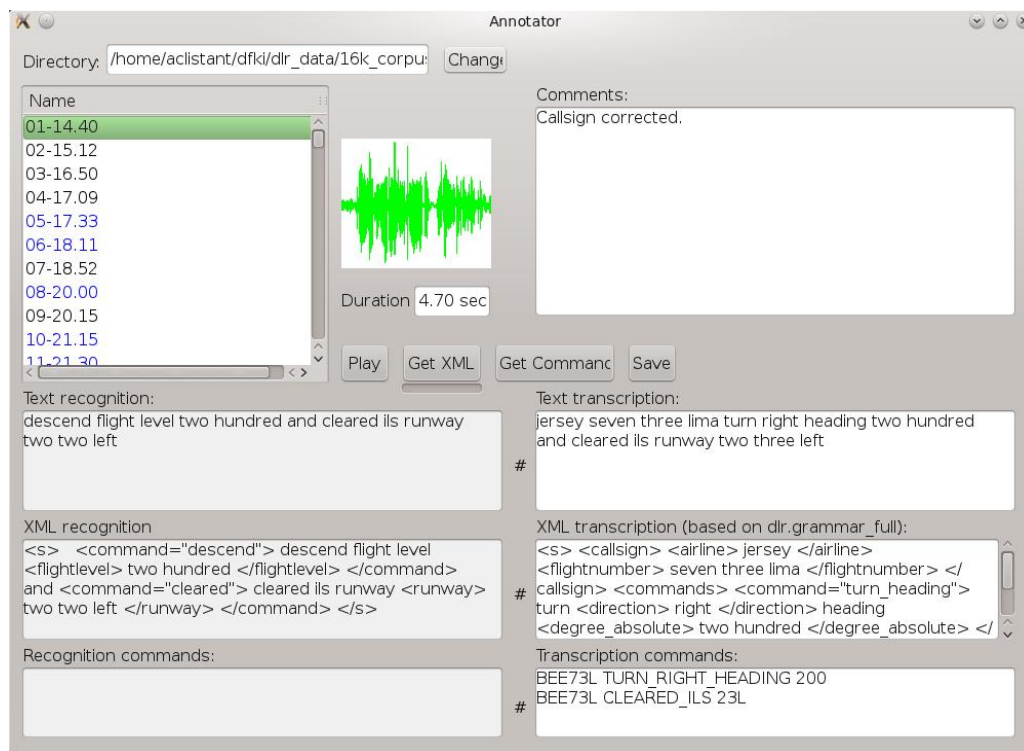 Annotator
Directory: /home/aclistant/dfki/dlr_data/16k_corpu
Change
Name
01-14.40
02-15.12
03-16.50
04-17.09
05-17.33
06-18.11
07-18.52
08-20.00
09-20.15
10-21.15
11-21.30
Duration 4.70 sec
Comments:
Callsign corrected.
Play Get XML Get Command Save
Text recognition:
descend flight level two hundred and cleared ils runway
two two left
#
Text transcription:
jersey seven three lima turn right heading two hundred
and cleared ils runway two three left
XML recognition
<s> <command="descend"> descend flight level
<flightlevel> two hundred </flightlevel> </command>
and <command="cleared"> cleared ils runway <runway>
two two left </runway> </command> </s>
#
XML transcription (based on dlr.grammar_full):
<s> <callsign> <airline> jersey </airline>
<flightnumber> seven three lima </flightnumber> </
callsign> <commands> <command="turn_heading">
turn <direction> right </direction> heading
<degree_absolute> two hundred </degree_absolute> </
Recognition commands:
#
Transcription commands:
BEE73L TURN_RIGHT_HEADING 200
BEE73L CLEARED_ILS 23L